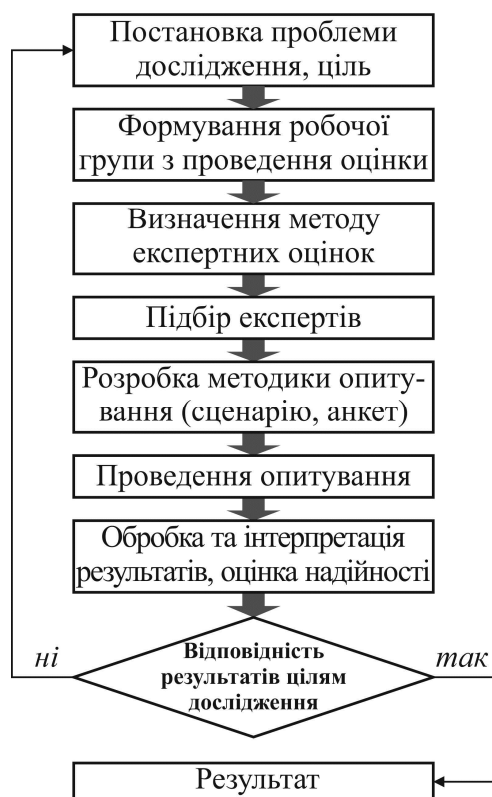 Постановка проблеми
дослідження, ціль
Формування робочої
групи з проведення оцінки
Визначення методу
експертних оцінок
Підбір експертів
Розробка методики опиту-
вання (сценарію, анкет)
Проведення опитування
Обробка та інтерпретація
результатів, оцінка надійності
ні
Відповідність
результатів цілям
дослідження
так
Результат